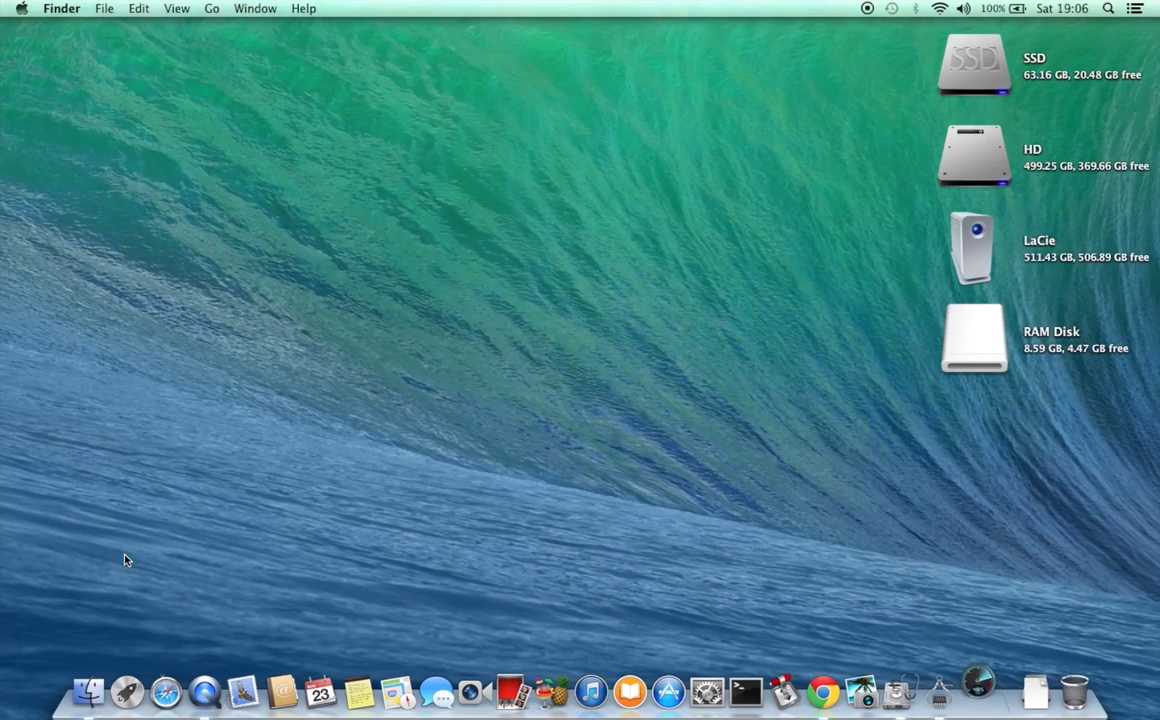 Finder File Edit View Go Window Help 100% Sat 19:06
SSD
SSD
63.16 GB, 20.48 GB free
HD
499.25 GB, 369.66 GB free
LaCie
511.43 GB, 506.89 GB free
RAM Disk
8.59 GB, 4.47 GB free
23